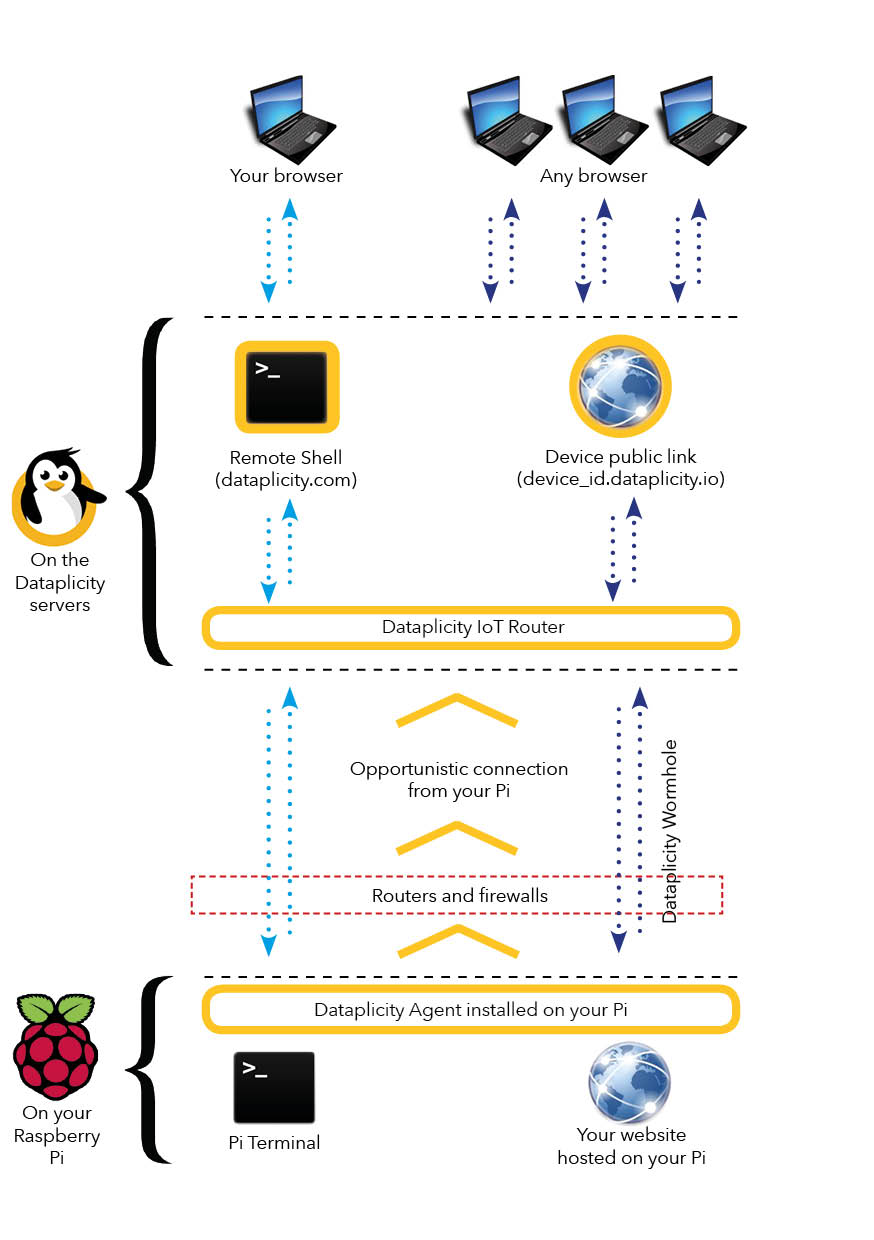 Your browser
Any browser
>_
Remote Shell
(dataplicity.com)
Device public link
(device_id.dataplicity.io)
On the
Dataplicity
servers
Dataplicity IoT Router
Opportunistic connection
from your Pi
Dataplicity Wormhole
Routers and firewalls
Dataplicity Agent installed on your Pi
>_
Pi Terminal
Your website
hosted on your Pi
On your
Raspberry
Pi